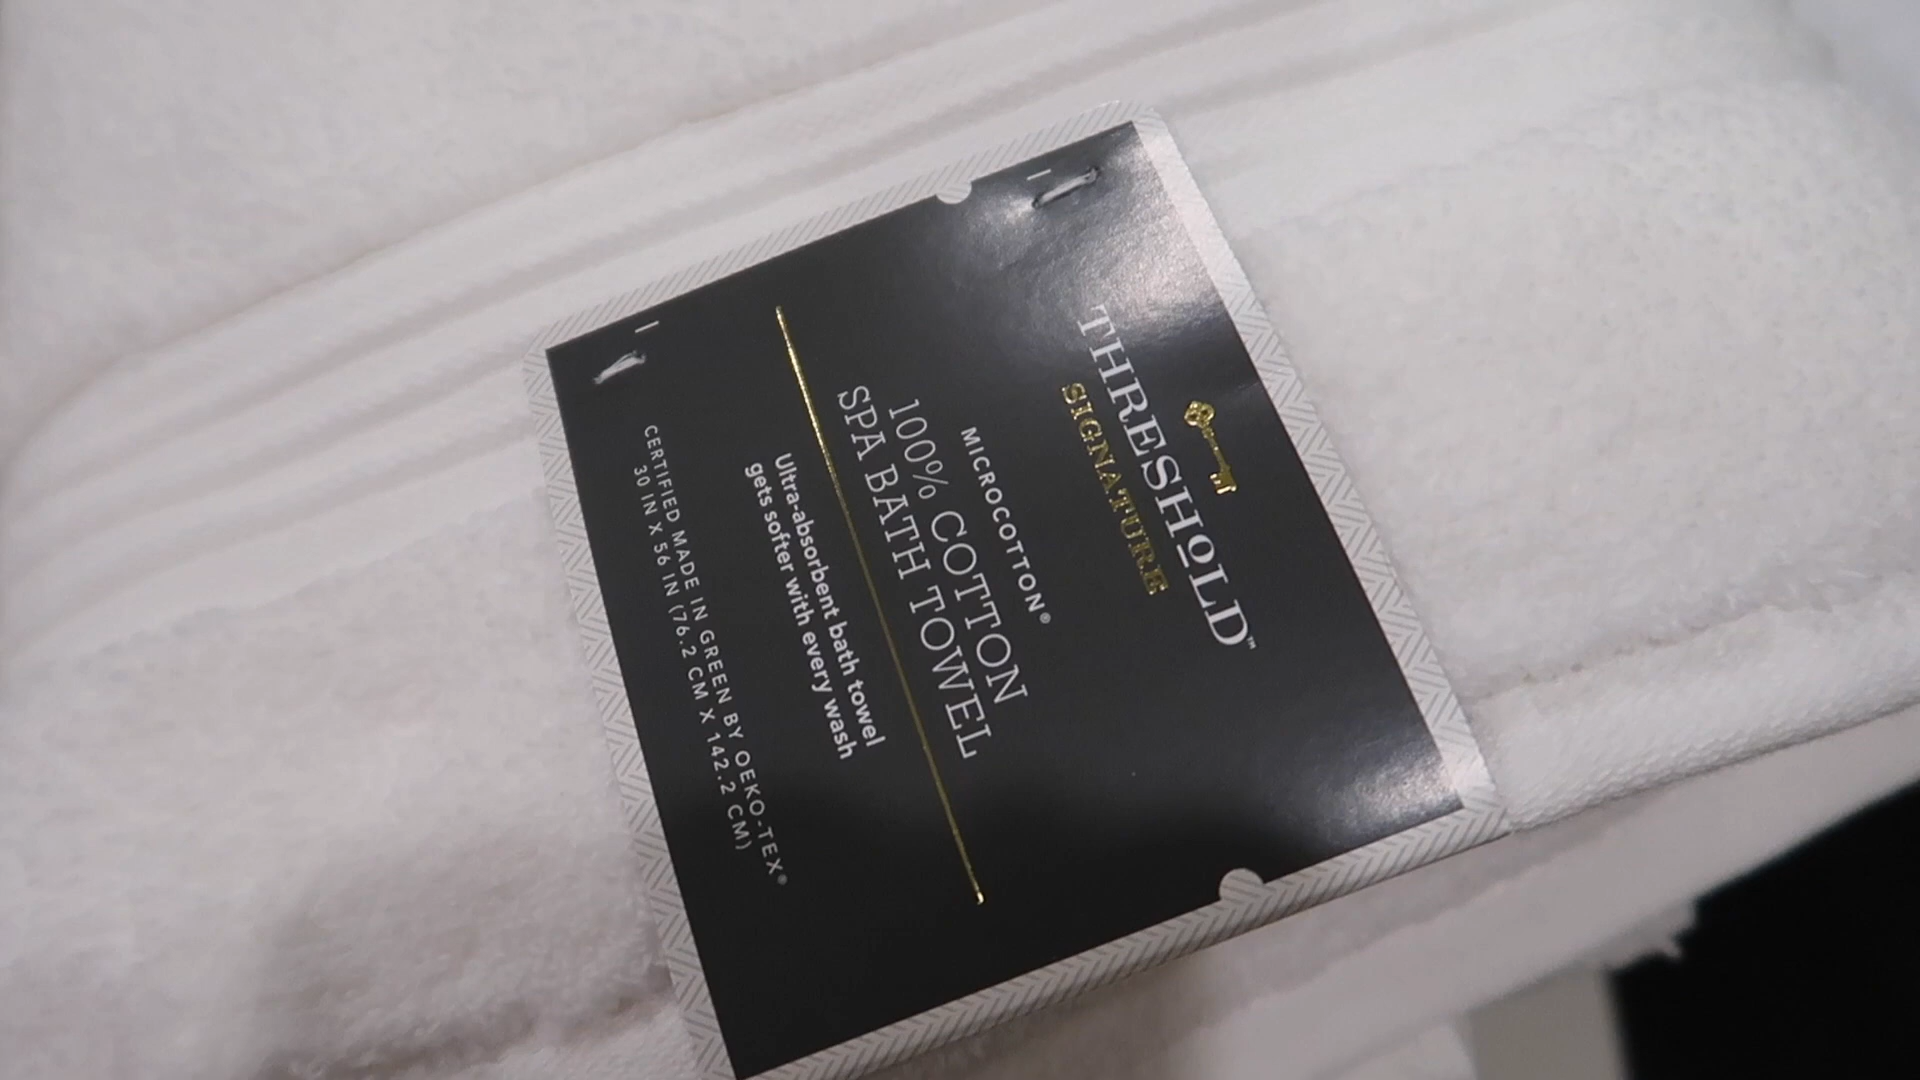 THRESHOLD™
SIGNATURE
MICROCOTTON®
100% COTTON
SPA BATH TOWEL
Ultra-absorbent bath towel
gets softer with every wash
CERTIFIED MADE IN GREEN BY OEKO-TEX®
30 IN X 56 IN (76.2 CM X 142.2 CM)